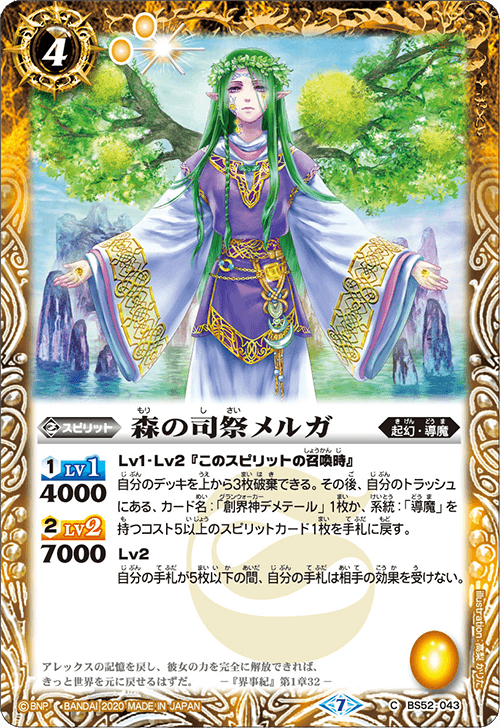 4
スピリット
森の司祭メルガ
もり し さい
起幻・導魔
き げん どう ま
1 LV1
4000
2 LV2
7000
Lv1・Lv2『このスピリットの召喚時』
自分のデッキを上から3枚破棄できる。その後、自分のトラッシュ
にある、カード名:「創界神デメテール」1枚か、系統:「導魔」を
持つコスト5以上のスピリットカード1枚を手札に戻す。
Lv2
自分の手札が5枚以下の間、自分の手札は相手の効果を受けない。
アレックスの記憶を戻し、彼女の力を完全に解放できれば、
きっと世界を元に戻せるはずだ。 ー『界事紀』第1章32ー
©BNP ・BANDAI 2020 MADE IN JAPAN
7
C BS52-043